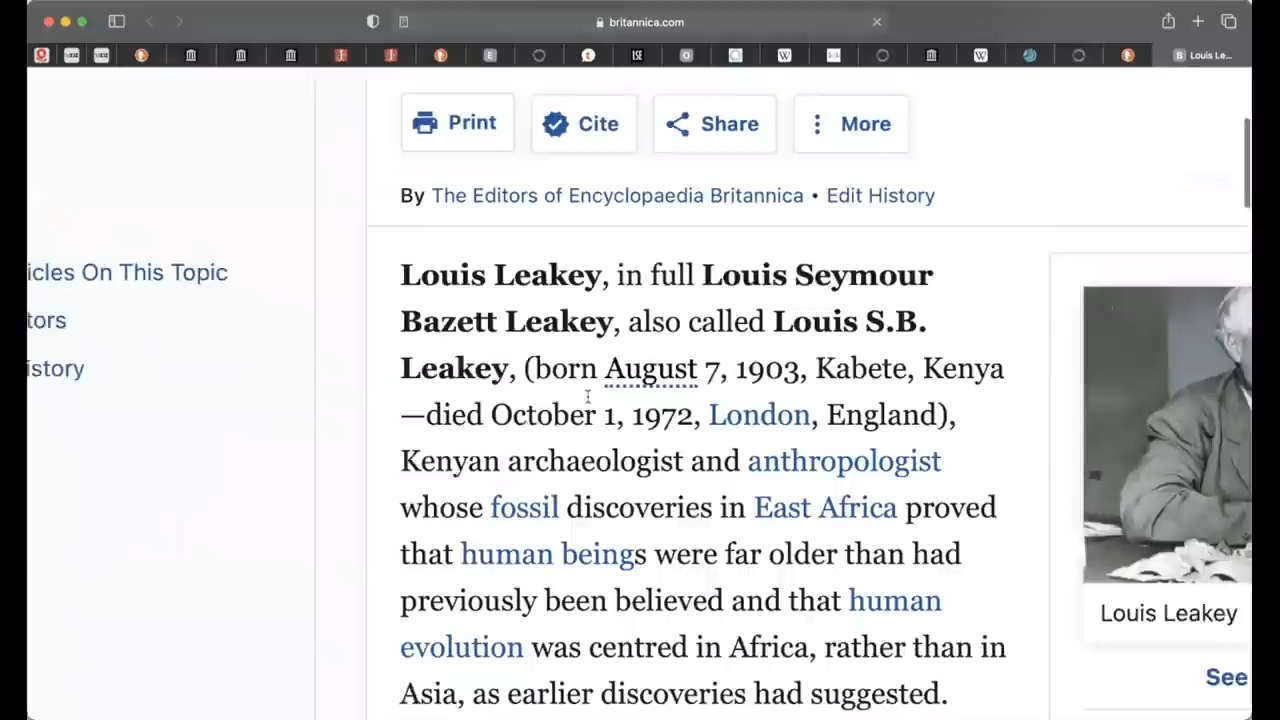 britannica.com
Louis Le...
Print
Cite
Share
More
By The Editors of Encyclopaedia Britannica • Edit History
icles On This Topic
tors
istory
Louis Leakey, in full Louis Seymour
Bazett Leakey, also called Louis S.B.
Leakey, (born August 7, 1903, Kabete, Kenya
—died October 1, 1972, London, England),
Kenyan archaeologist and anthropologist
whose fossil discoveries in East Africa proved
that human beings were far older than had
previously been believed and that human
evolution was centred in Africa, rather than in
Asia, as earlier discoveries had suggested.
Louis Leakey
See